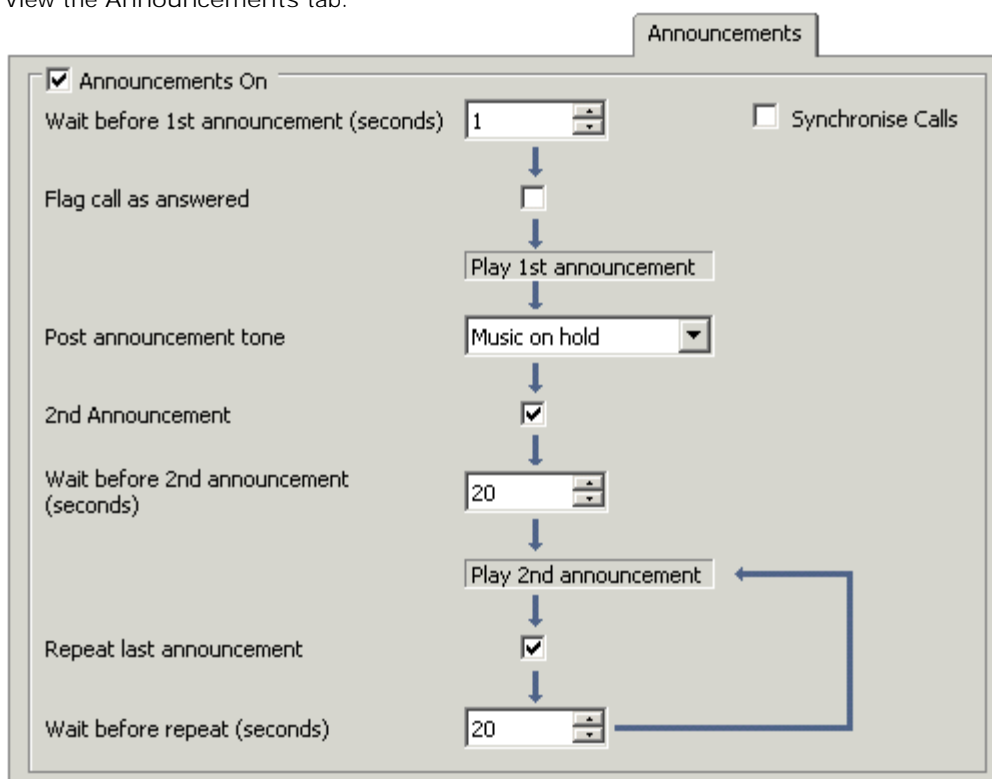 View the Announcements tab.
Announcements
Announcements On
Wait before 1st announcement (seconds) 1 Synchronise Calls
Flag call as answered
Play 1st announcement
Post announcement tone Music on hold
2nd Announcement
Wait before 2nd announcement
(seconds) 20
Play 2nd announcement
Repeat last announcement
Wait before repeat (seconds) 20